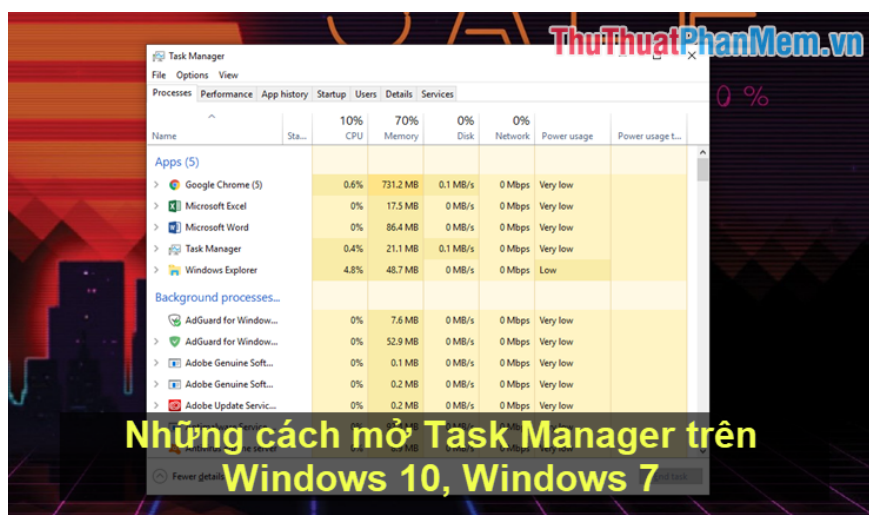 ThuThuatPhanMem.vn
Task Manager
File Options View
Processes Performance App history Startup Users Details Services
10% 70% 0% 0%
Name Sta... CPU Memory Disk Network Power usage Power usage t...
Apps (5)
Google Chrome (5) 0.6% 731.2 MB 0.1 MB/s 0 Mbps Very low
Microsoft Excel 0% 17.5 MB 0 MB/s 0 Mbps Very low
Microsoft Word 0% 86.4 MB 0 MB/s 0 Mbps Very low
Task Manager 0.4% 21.1 MB 0.1 MB/s 0 Mbps Very low
Windows Explorer 4.8% 48.7 MB 0 MB/s 0 Mbps Low
Background processes...
AdGuard for Window... 0% 7.6 MB 0 MB/s 0 Mbps Very low
AdGuard for Window... 0% 52.9 MB 0 MB/s 0 Mbps Very low
Adobe Genuine Soft... 0% 0.1 MB 0 MB/s 0 Mbps Very low
Adobe Genuine Soft... 0% 0.2 MB 0 MB/s 0 Mbps Very low
Adobe Update Servic... 0% 0.2 MB 0 MB/s 0 Mbps Very low
Những cách mở Task Manager trên
Windows 10, Windows 7
Fewer details
0 %